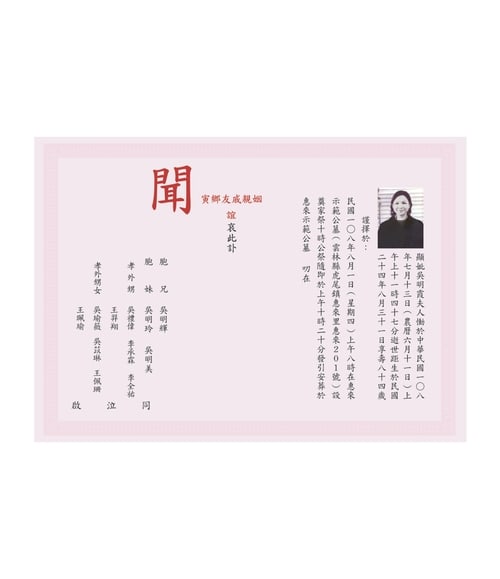 顯妣吳明霞夫人慟於中華民國一〇八
年七月十三日(農曆六月十一日)上
午十一時四十七分逝世距生於民國
二十四年八月三十一日享壽八十四歲
謹擇於:
民國一〇八年八月一日(星期四)上午八時在惠來
示範公墓(雲林縣虎尾鎮惠來里惠來201號)設
奠家祭十時公祭隨即於上午十時二十分發引安葬於
惠來示範公墓 叨在
姻親戚友鄉寅
誼哀此訃
聞
胞兄 吳明輝
胞妹 吳明玲 吳明美
孝外甥 吳禮偉 李承霖 李全祐
王羿翔
孝外甥女 吳瑜薇 吳苡琳 王佩珊
王珮瑜
同泣啟